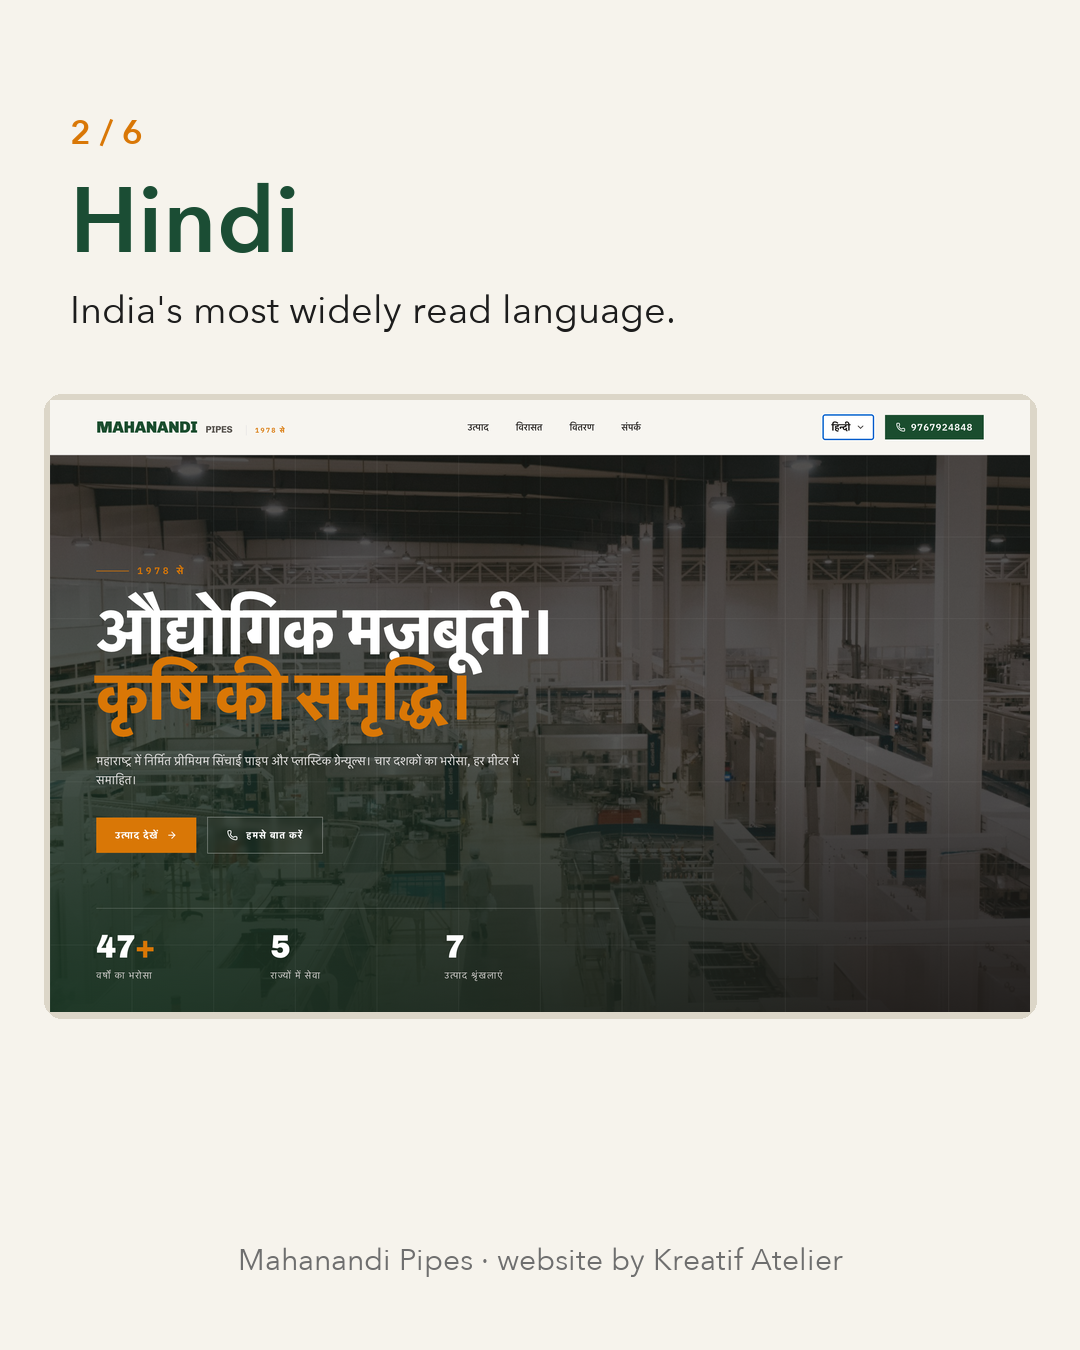 2 / 6
Hindi
India's most widely read language.
MAHANANDI PIPES 1978 से
उत्पाद विरासत वितरण संपर्क
हिन्दी 9767924848
1978 से
औद्योगिक मज़बूती।
कृषि की समृद्धि।
महाराष्ट्र में निर्मित प्रीमियम सिंचाई पाइप और प्लास्टिक ग्रेन्यूल्स। चार दशकों का भरोसा, हर मीटर में
समाहित।
उत्पाद देखें → हमसे बात करें
47+ 5 7
वर्षों का भरोसा राज्यों में सेवा उत्पाद शृंखलाएं
Mahanandi Pipes · website by Kreatif Atelier